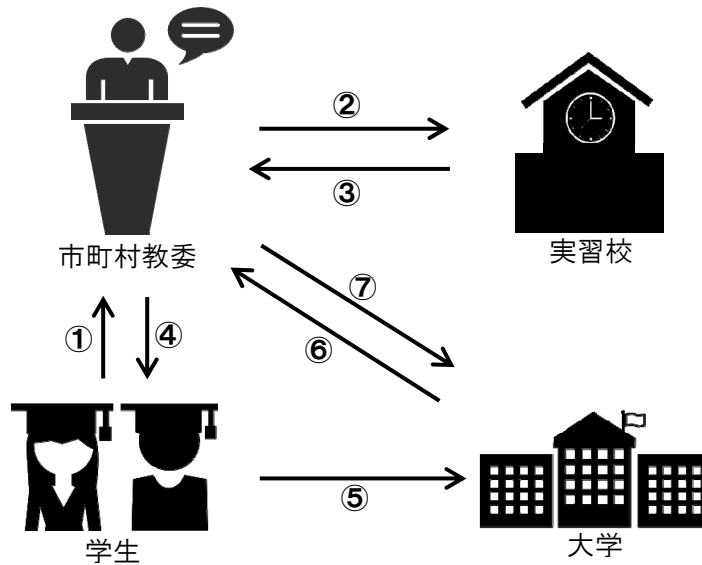 ②
③
市町村教委
実習校
⑦
①
④
⑥
⑤
学生
大学